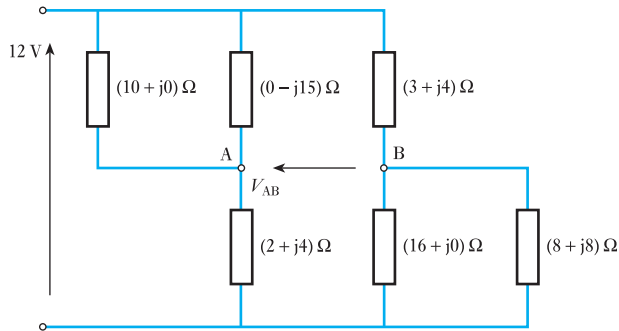 12 V
(10 + j0) Ω
(0 − j15) Ω
(3 + j4) Ω
A
B
V_AB
(2 + j4) Ω
(16 + j0) Ω
(8 + j8) Ω